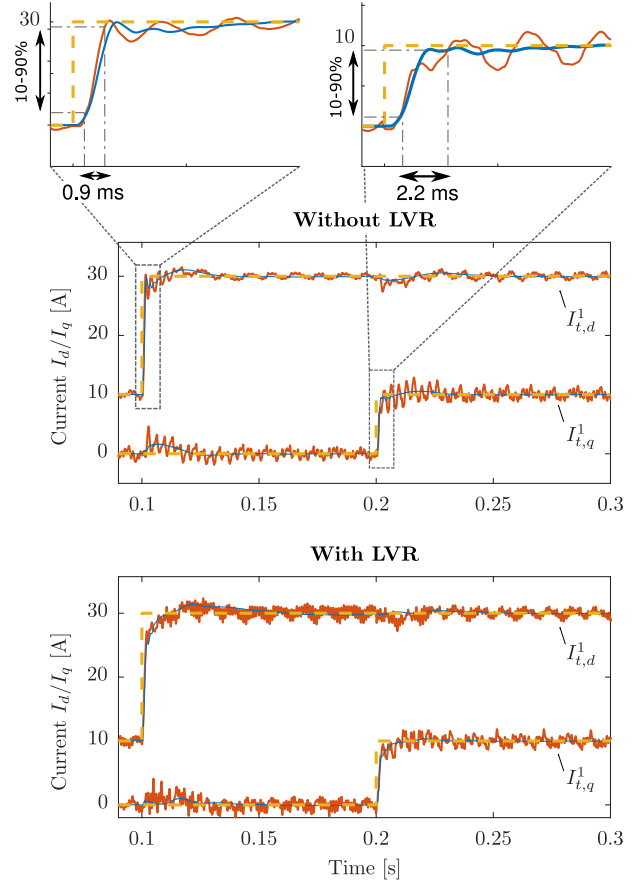 30
10-90%
0.9 ms
10
10-90%
2.2 ms
Without LVR
Current I_d/I_q [A]
30
20
10
0
I^1_{t,d}
I^1_{t,q}
0.1 0.15 0.2 0.25 0.3
With LVR
Current I_d/I_q [A]
30
20
10
0
I^1_{t,d}
I^1_{t,q}
0.1 0.15 0.2 0.25 0.3
Time [s]